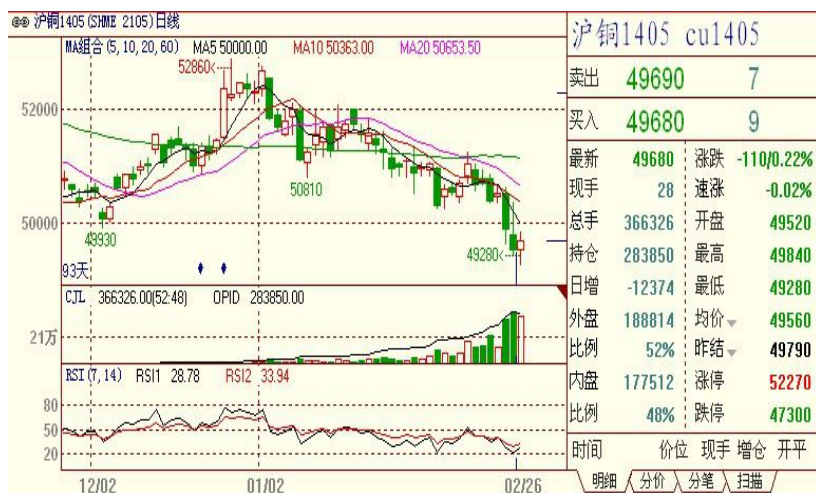 沪铜1405(SHME 2105)日线
MA组合(5,10,20,60) MA5 50000.00 MA10 50363.00 MA20 50653.50
52860
52000
50810
50000
49930
49280
93天
CJL 366326.00(52:48) OPID 283850.00
21万
RSI(7,14) RSI1 28.78 RSI2 33.94
80
50
20
12/02 01/02 02/26
沪铜1405 cu1405
卖出 49690 7
买入 49680 9
最新 49680 涨跌 -110/0.22%
现手 28 速涨 -0.02%
总手 366326 开盘 49520
持仓 283850 最高 49840
日增 -12374 最低 49280
外盘 188814 均价 49560
比例 52% 昨结 49790
内盘 177512 涨停 52270
比例 48% 跌停 47300
时间 价位 现手 增仓 开平
明细 分价 分笔 扫描